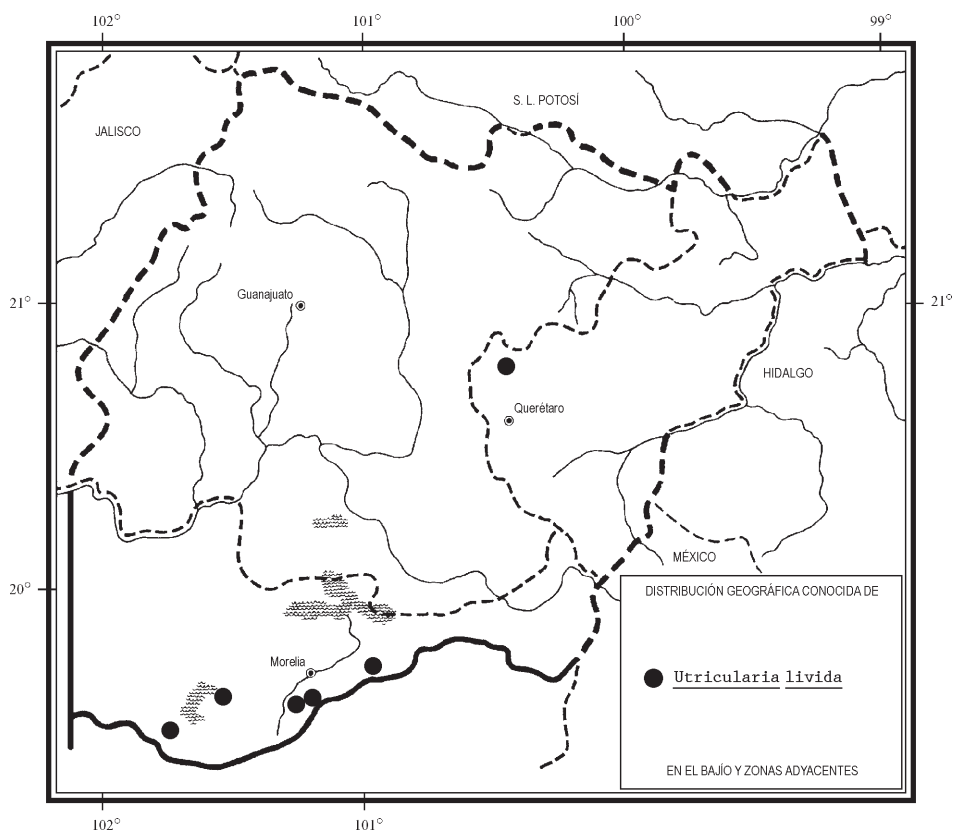 102° 101° 100° 99°
S. L. POTOSÍ
JALISCO
Guanajuato
21° 21°
HIDALGO
Querétaro
MÉXICO
20°
DISTRIBUCIÓN GEOGRÁFICA CONOCIDA DE
Morelia
Utricularia livida
EN EL BAJÍO Y ZONAS ADYACENTES
102° 101°